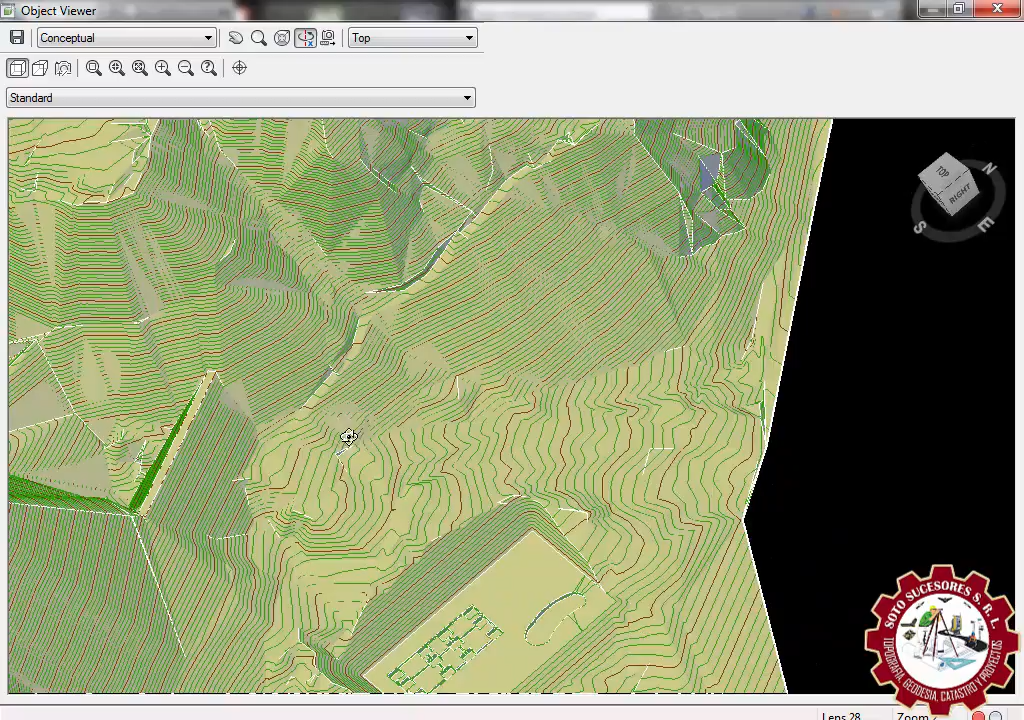 Object Viewer
Conceptual
Top
Standard
TOP
RIGHT
N
S
E
SOTO SUCESORES S.R.L.
TOPOGRAFIA, GEODESIA, CATASTRO Y PROYECTOS
Lens 28
Zoom